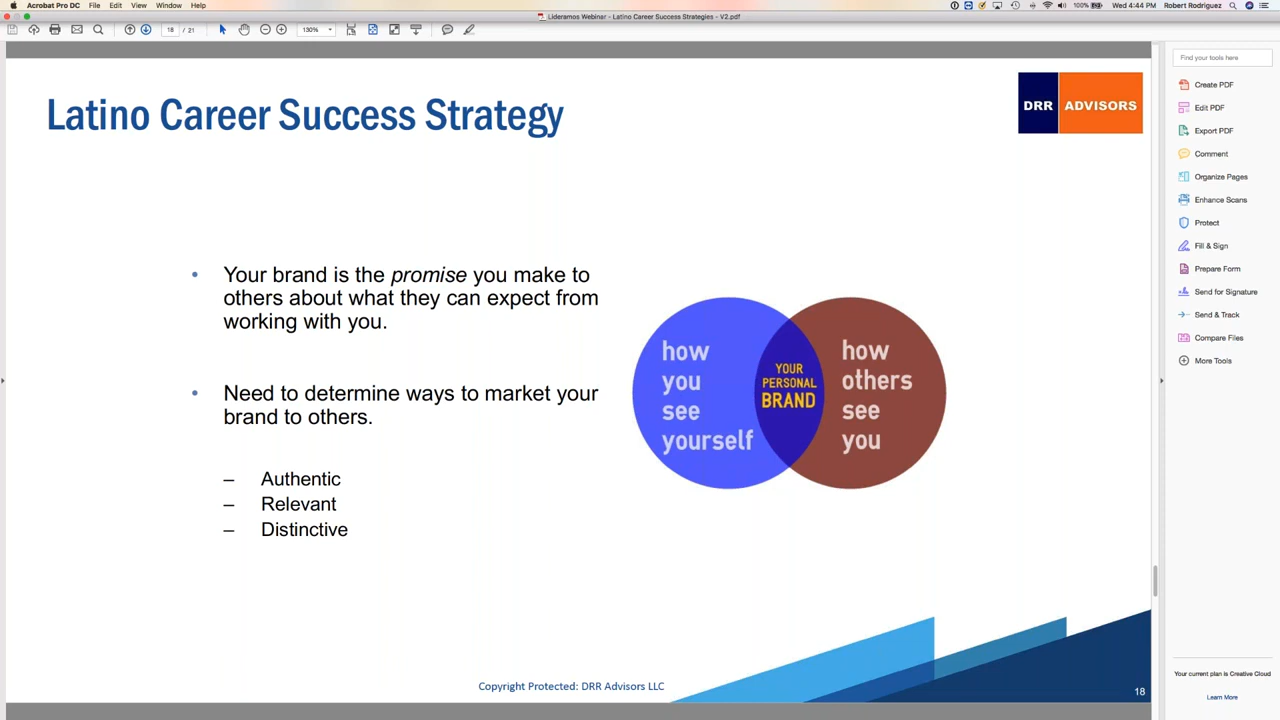 Acrobat Pro DC File Edit View Window Help
100% Wed 4:44 PM Robert Rodriguez
Lideramos Webinar - Latino Career Success Strategies - V2.pdf
18 / 21
130%
Find your tools here
Create PDF
Edit PDF
Export PDF
Comment
Organize Pages
Enhance Scans
Protect
Fill & Sign
Prepare Form
Send for Signature
Send & Track
Compare Files
More Tools
Your current plan is Creative Cloud
Learn More
Latino Career Success Strategy
DRR ADVISORS
• Your brand is the promise you make to
others about what they can expect from
working with you.
• Need to determine ways to market your
brand to others.
– Authentic
– Relevant
– Distinctive
how
you
see
yourself
YOUR
PERSONAL
BRAND
how
others
see
you
Copyright Protected: DRR Advisors LLC
18